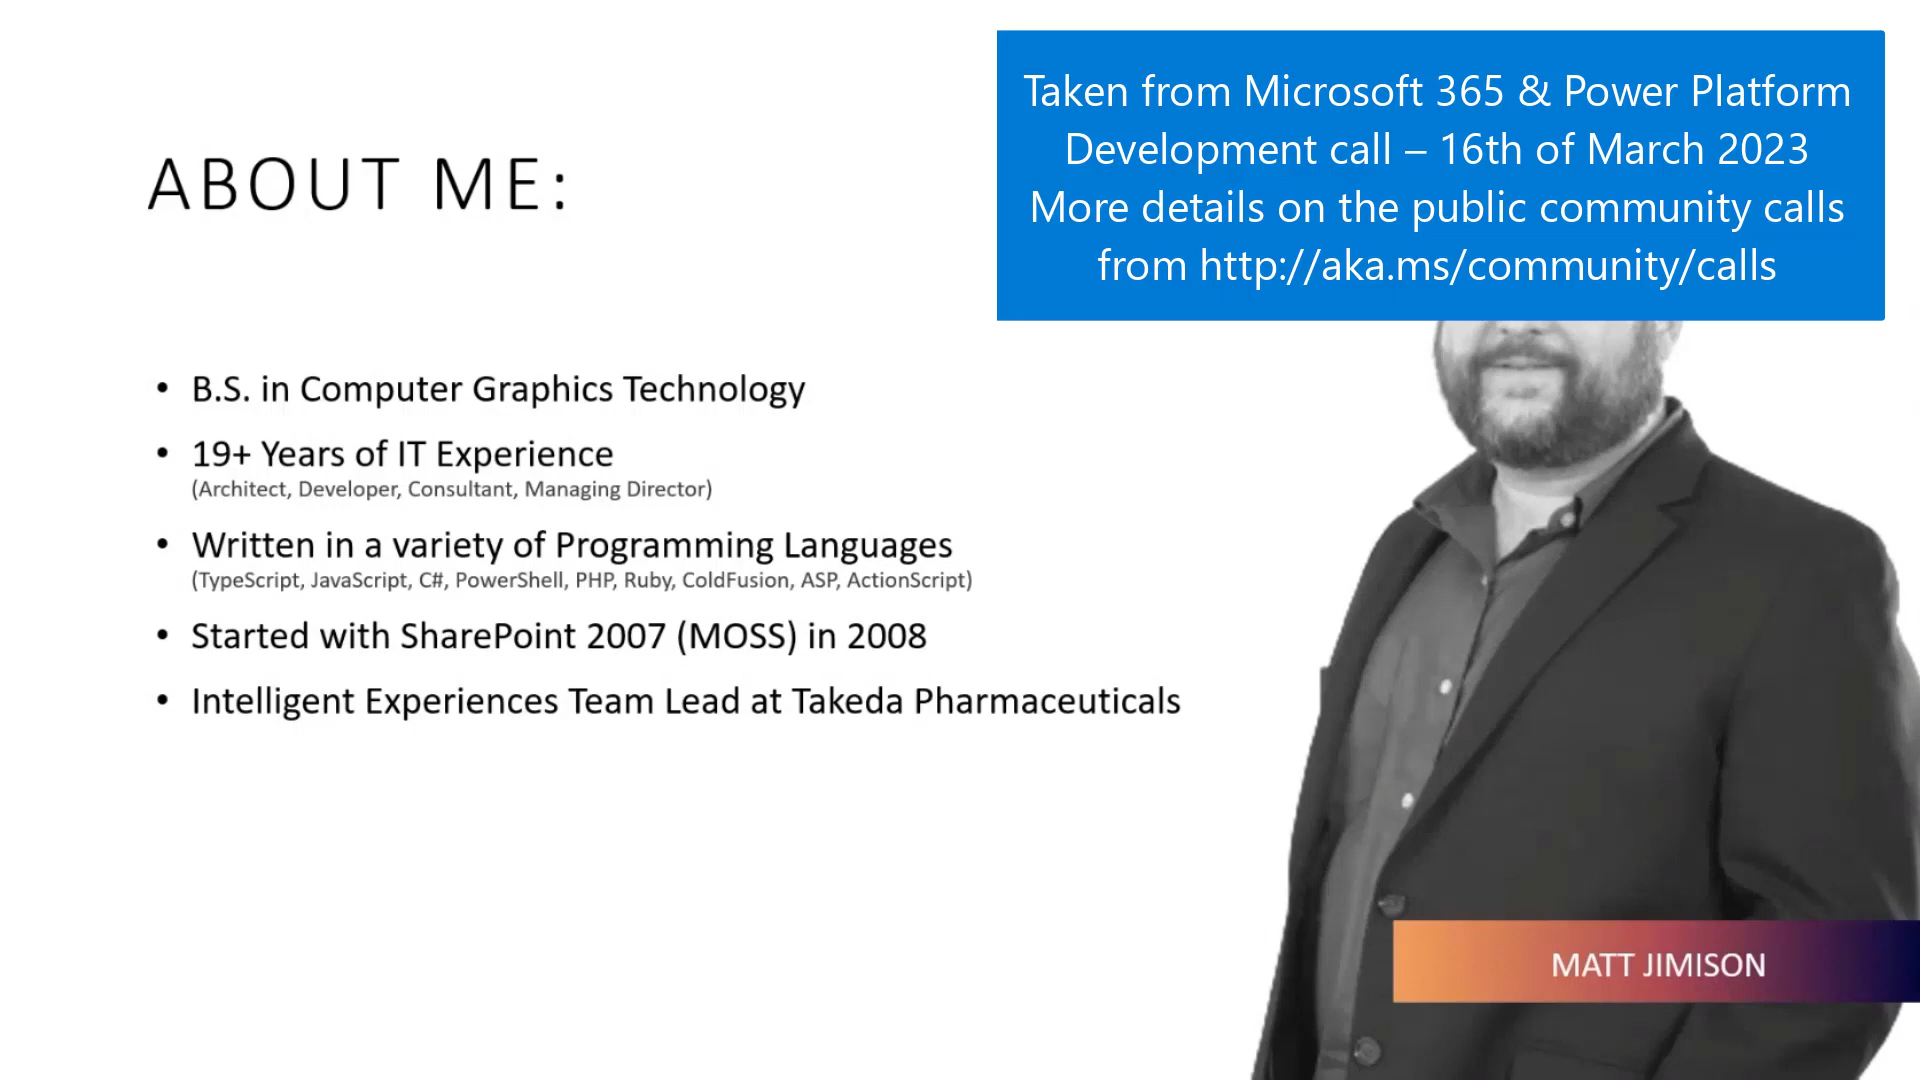 Taken from Microsoft 365 & Power Platform
Development call – 16th of March 2023
More details on the public community calls
from http://aka.ms/community/calls
ABOUT ME:
• B.S. in Computer Graphics Technology
• 19+ Years of IT Experience
(Architect, Developer, Consultant, Managing Director)
• Written in a variety of Programming Languages
(TypeScript, JavaScript, C#, PowerShell, PHP, Ruby, ColdFusion, ASP, ActionScript)
• Started with SharePoint 2007 (MOSS) in 2008
• Intelligent Experiences Team Lead at Takeda Pharmaceuticals
MATT JIMISON